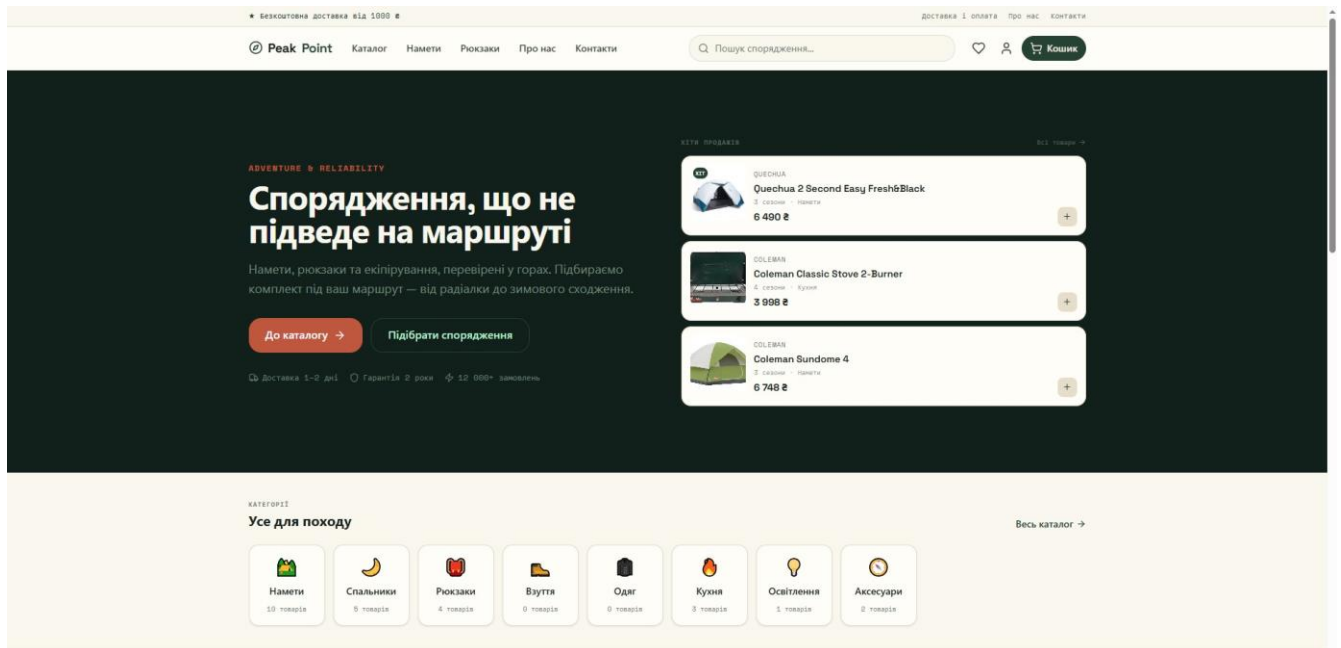 ★ Безкоштовна доставка від 1000 ₴
Доставка і оплата Про нас Контакти
Peak Point Каталог Намети Рюкзаки Про нас Контакти Пошук спорядження... Кошик
ADVENTURE & RELIABILITY
Спорядження, що не
підведе на маршруті
Намети, рюкзаки та екіпірування, перевірені у горах. Підбираємо
комплект під ваш маршрут — від радіалки до зимового сходження.
До каталогу →
Підібрати спорядження
Доставка 1–2 дні Гарантія 2 роки 12 000+ замовлень
ХІТИ ПРОДАЖІВ
Всі товари →
ХІТ
QUECHUA
Quechua 2 Second Easy Fresh&Black
3 сезони · Намети
6 490 ₴
+
COLEMAN
Coleman Classic Stove 2-Burner
4 сезони · Кухня
3 998 ₴
+
COLEMAN
Coleman Sundome 4
3 сезони · Намети
6 748 ₴
+
КАТЕГОРІЇ
Усе для походу
Весь каталог →
Намети
10 товарів
Спальники
5 товарів
Рюкзаки
4 товарів
Взуття
0 товарів
Одяг
0 товарів
Кухня
3 товарів
Освітлення
1 товарів
Аксесуари
2 товарів